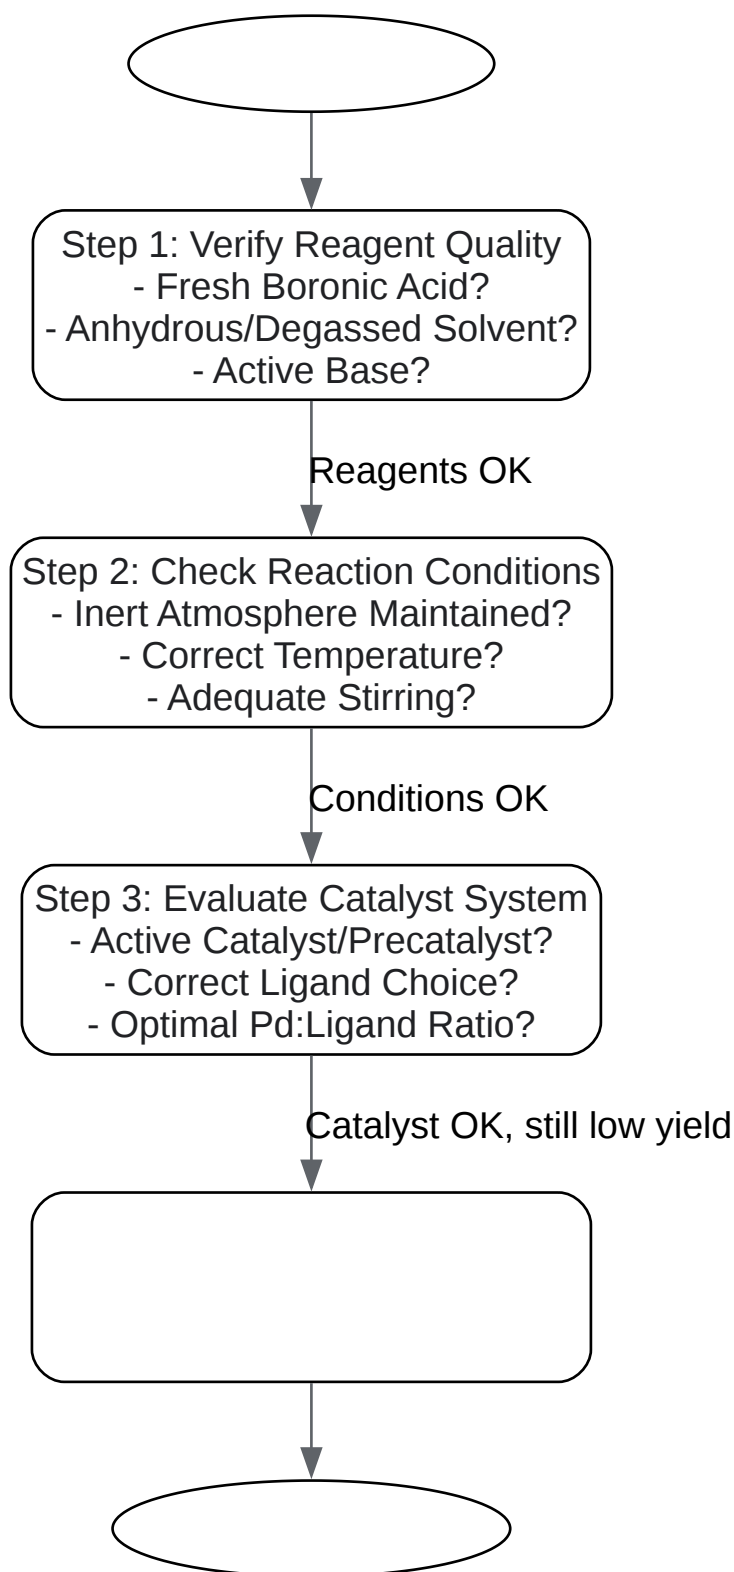 Step 1: Verify Reagent Quality
- Fresh Boronic Acid?
- Anhydrous/Degassed Solvent?
- Active Base?
Reagents OK
Step 2: Check Reaction Conditions
- Inert Atmosphere Maintained?
- Correct Temperature?
- Adequate Stirring?
Conditions OK
Step 3: Evaluate Catalyst System
- Active Catalyst/Precatalyst?
- Correct Ligand Choice?
- Optimal Pd:Ligand Ratio?
Catalyst OK, still low yield